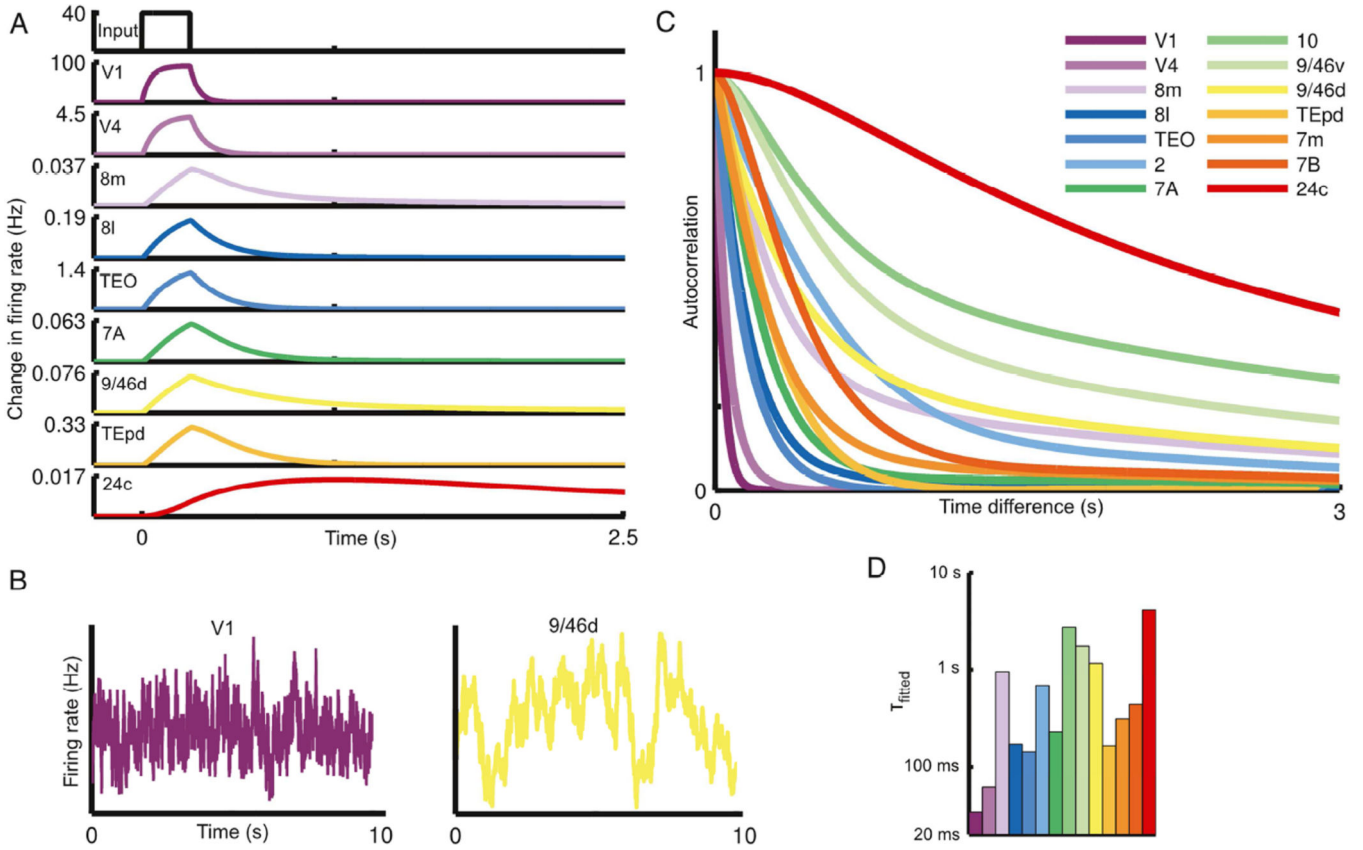 A
40
Input
100
V1
4.5
V4
0.037
8m
0.19
8l
1.4
TEO
0.063
7A
0.076
9/46d
0.33
TEpd
0.017
24c
Change in firing rate (Hz)
0
Time (s)
2.5
B
V1
9/46d
Firing rate (Hz)
0
Time (s)
10
0
10
C
1
Autocorrelation
0
0
Time difference (s)
3
V1
V4
8m
8l
TEO
2
7A
10
9/46v
9/46d
TEpd
7m
7B
24c
D
10 s
1 s
100 ms
20 ms
τfitted